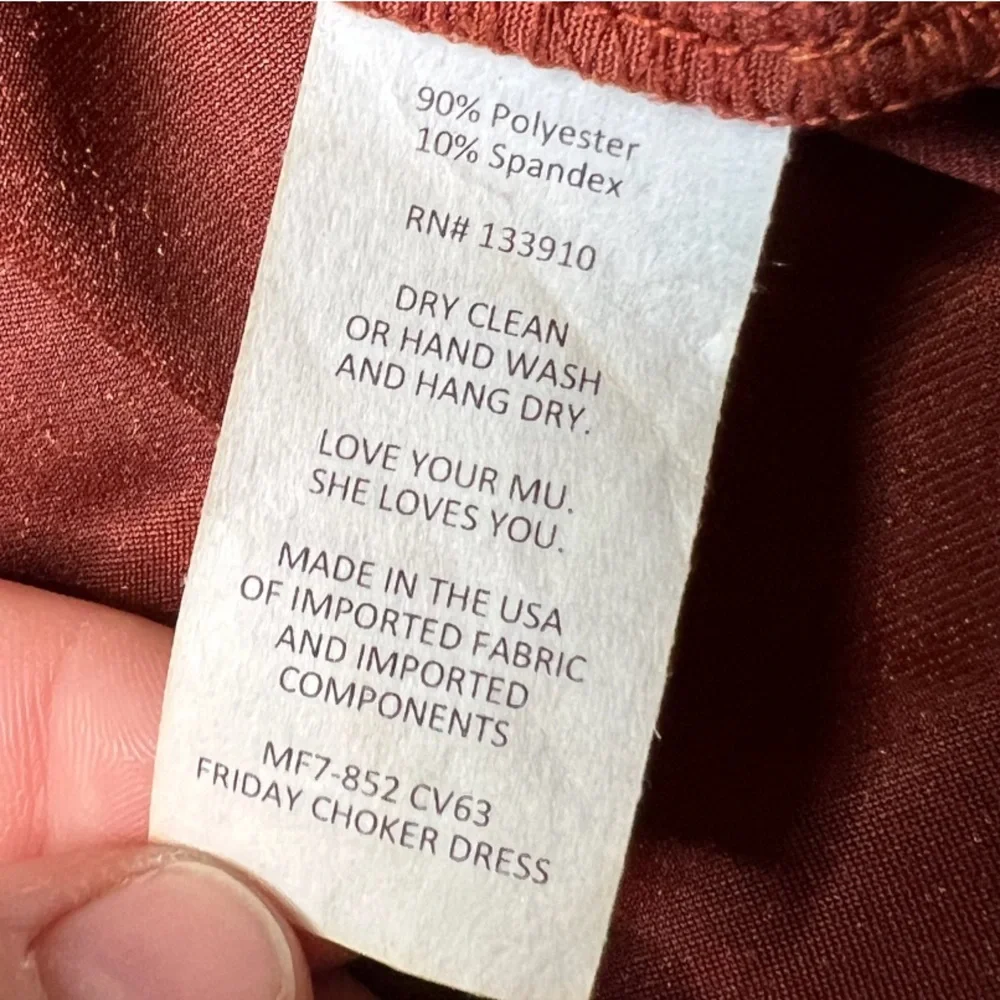 90% Polyester
10% Spandex
RN# 133910
DRY CLEAN
OR HAND WASH
AND HANG DRY.
LOVE YOUR MU.
SHE LOVES YOU.
MADE IN THE USA
OF IMPORTED FABRIC
AND IMPORTED
COMPONENTS
MF7-852 CV63
FRIDAY CHOKER DRESS